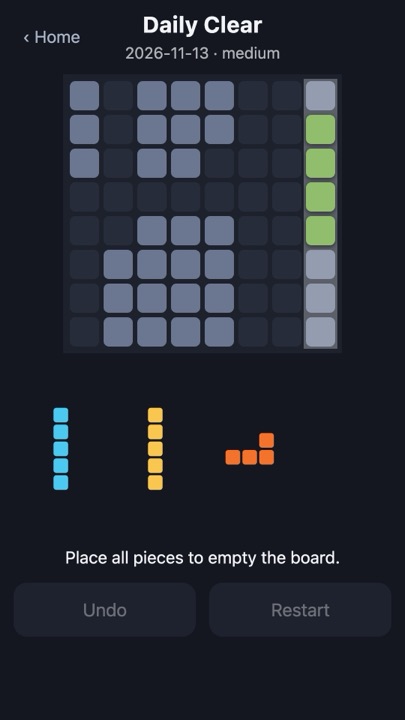 ‹ Home
Daily Clear
2026-11-13 · medium
Place all pieces to empty the board.
Undo
Restart